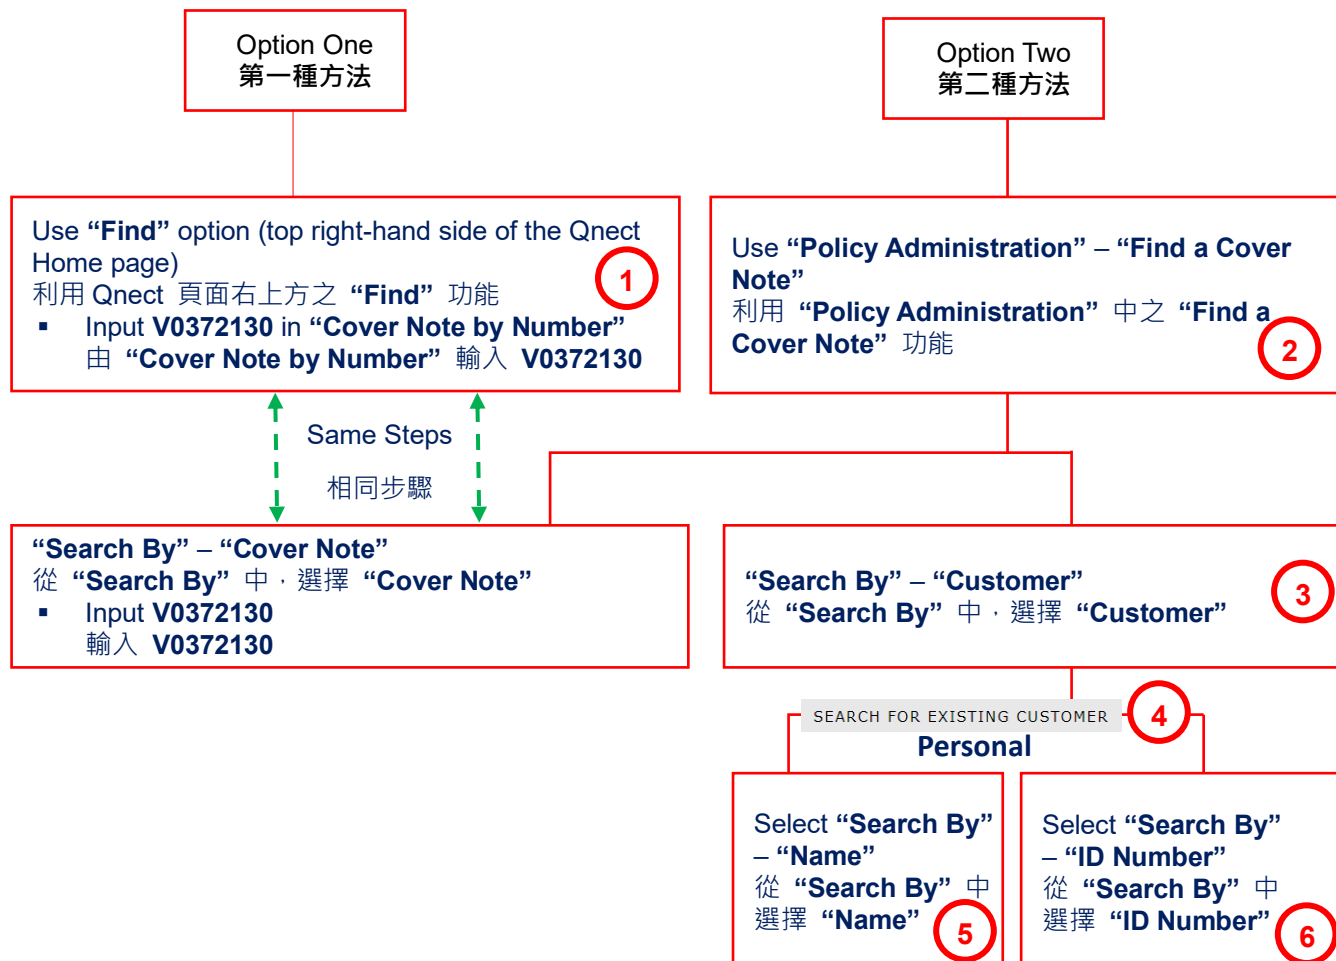 Option One
第一種方法
Option Two
第二種方法
Use “Find” option (top right-hand side of the Qnect
Home page)
利用 Qnect 頁面右上方之 “Find” 功能
▪ Input V0372130 in “Cover Note by Number”
由 “Cover Note by Number” 輸入 V0372130
1
Use “Policy Administration” – “Find a Cover
Note”
利用 “Policy Administration” 中之 “Find a
Cover Note” 功能
2
Same Steps
相同步驟
“Search By” – “Cover Note”
從 “Search By” 中，選擇 “Cover Note”
▪ Input V0372130
輸入 V0372130
“Search By” – “Customer”
從 “Search By” 中，選擇 “Customer”
3
SEARCH FOR EXISTING CUSTOMER
4
Personal
Select “Search By”
– “Name”
從 “Search By” 中
選擇 “Name”
5
Select “Search By”
– “ID Number”
從 “Search By” 中
選擇 “ID Number”
6